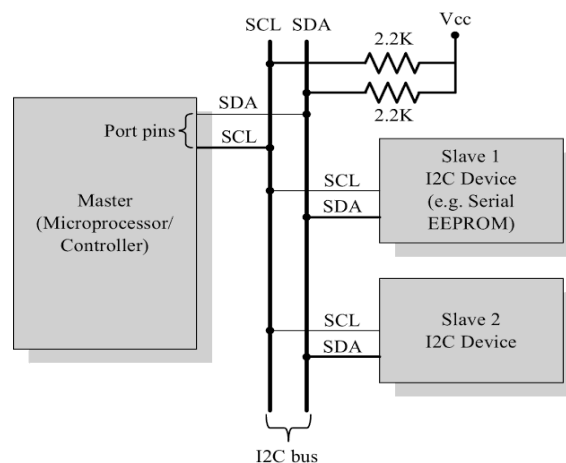 SCL SDA
Vcc
2.2K
2.2K
SDA
Port pins
SCL
Master
(Microprocessor/
Controller)
SCL
SDA
Slave 1
I2C Device
(e.g. Serial
EEPROM)
SCL
SDA
Slave 2
I2C Device
I2C bus